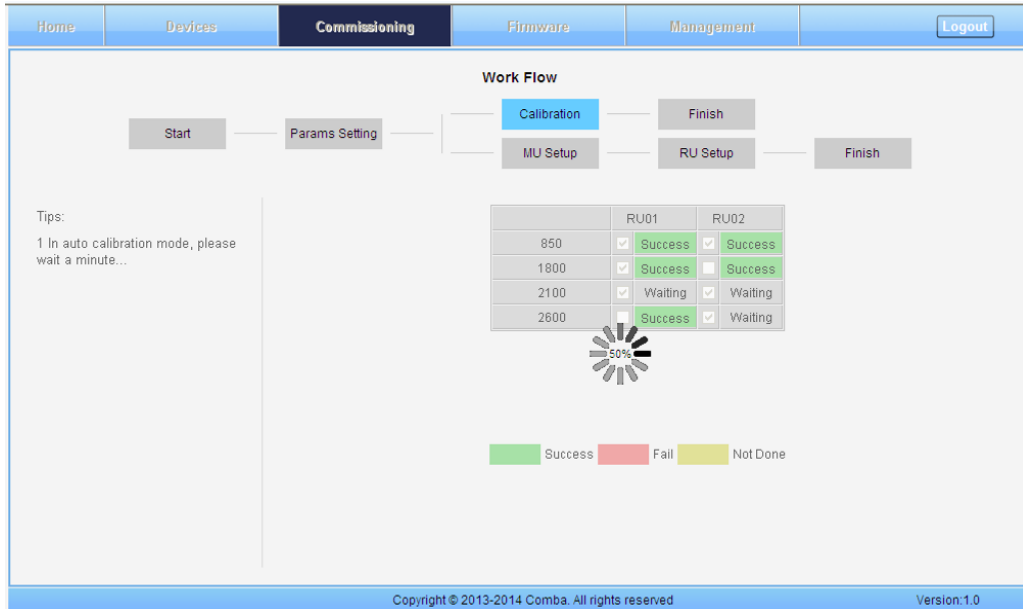 Home Devices Commissioning Firmware Management Logout
Work Flow
Calibration Finish
Start Params Setting
MU Setup RU Setup Finish
Tips:
1 In auto calibration mode, please
wait a minute...
RU01 RU02
850 Success Success
1800 Success Success
2100 Waiting Waiting
2600 Success Waiting
50%
Success Fail Not Done
Copyright © 2013-2014 Comba. All rights reserved Version:1.0